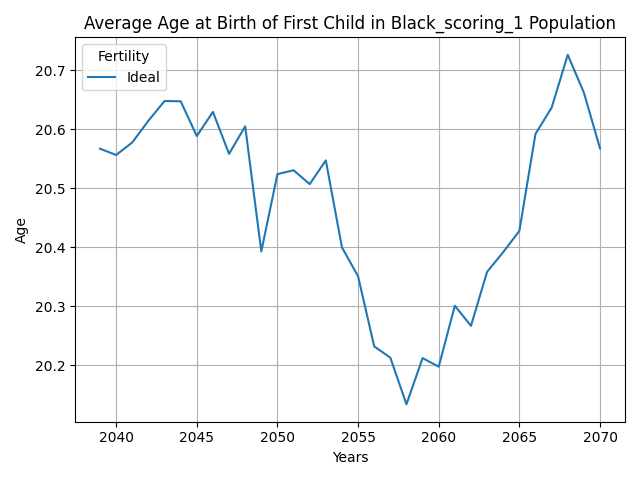 Average Age at Birth of First Child in Black_scoring_1 Population
Fertility
Ideal
20.7
20.6
20.5
20.4
20.3
20.2
Age
2040 2045 2050 2055 2060 2065 2070
Years